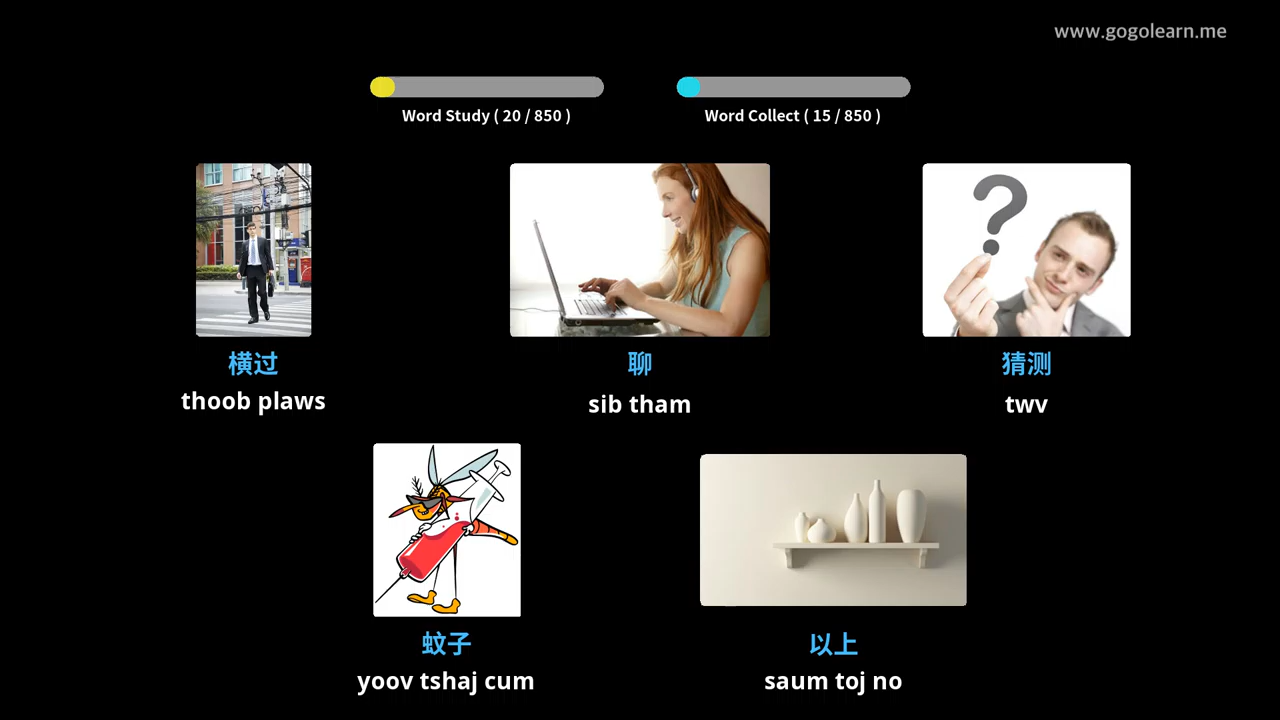 www.gogolearn.me
Word Study ( 20 / 850 )
Word Collect ( 15 / 850 )
横过
thoob plaws
聊
sib tham
猜测
twv
蚊子
yoov tshaj cum
以上
saum toj no